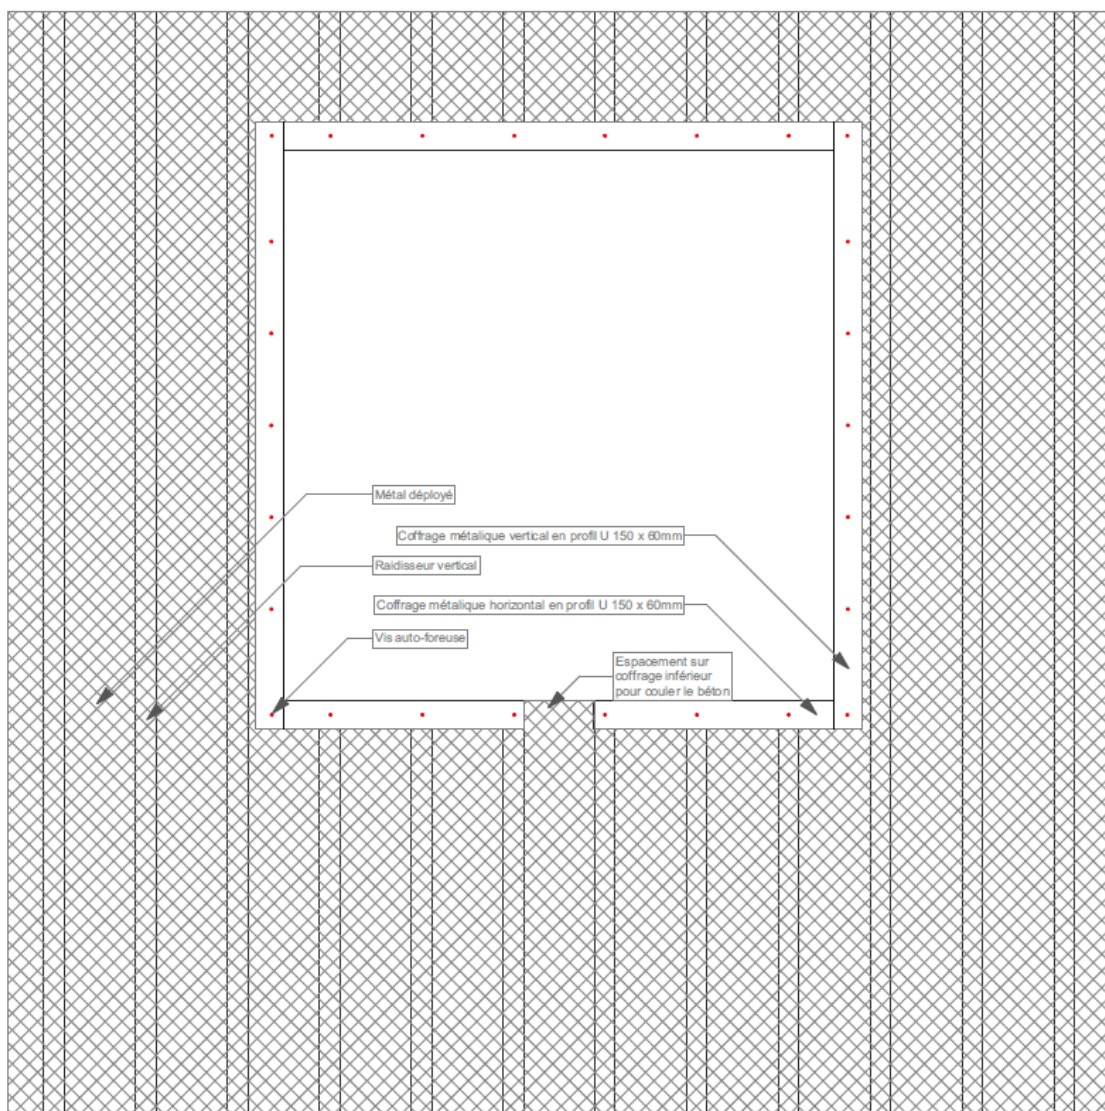 Métal déployé
Coffrage métalique vertical en profil U 150 x 60mm
Raidisseur vertical
Coffrage métalique horizontal en profil U 150 x 60mm
Vis auto-foreuse
Espacement sur
coffrage inférieur
pour couler le béton